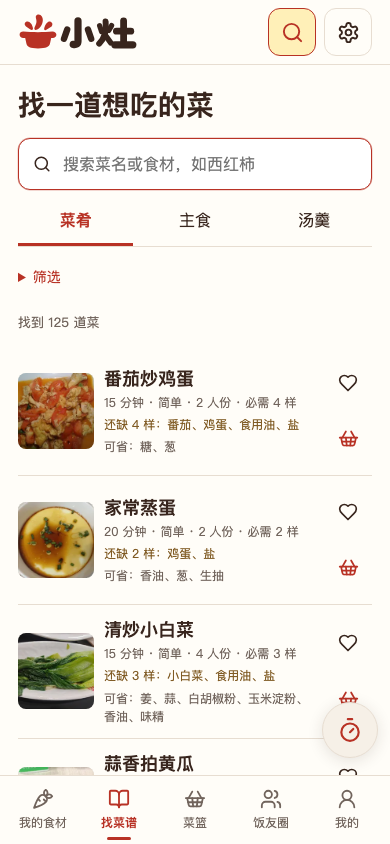 小灶
找一道想吃的菜
搜索菜名或食材，如西红柿
菜肴 主食 汤羹
筛选
找到 125 道菜
番茄炒鸡蛋
15 分钟 · 简单 · 2 人份 · 必需 4 样
还缺 4 样：番茄、鸡蛋、食用油、盐
可省：糖、葱
家常蒸蛋
20 分钟 · 简单 · 2 人份 · 必需 2 样
还缺 2 样：鸡蛋、盐
可省：香油、葱、生抽
清炒小白菜
15 分钟 · 简单 · 4 人份 · 必需 3 样
还缺 3 样：小白菜、食用油、盐
可省：姜、蒜、白胡椒粉、玉米淀粉、
香油、味精
蒜香拍黄瓜
我的食材 找菜谱 菜篮 饭友圈 我的